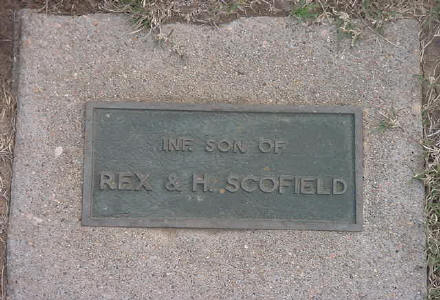 INF. SON OF
REX & H. SCOFIELD